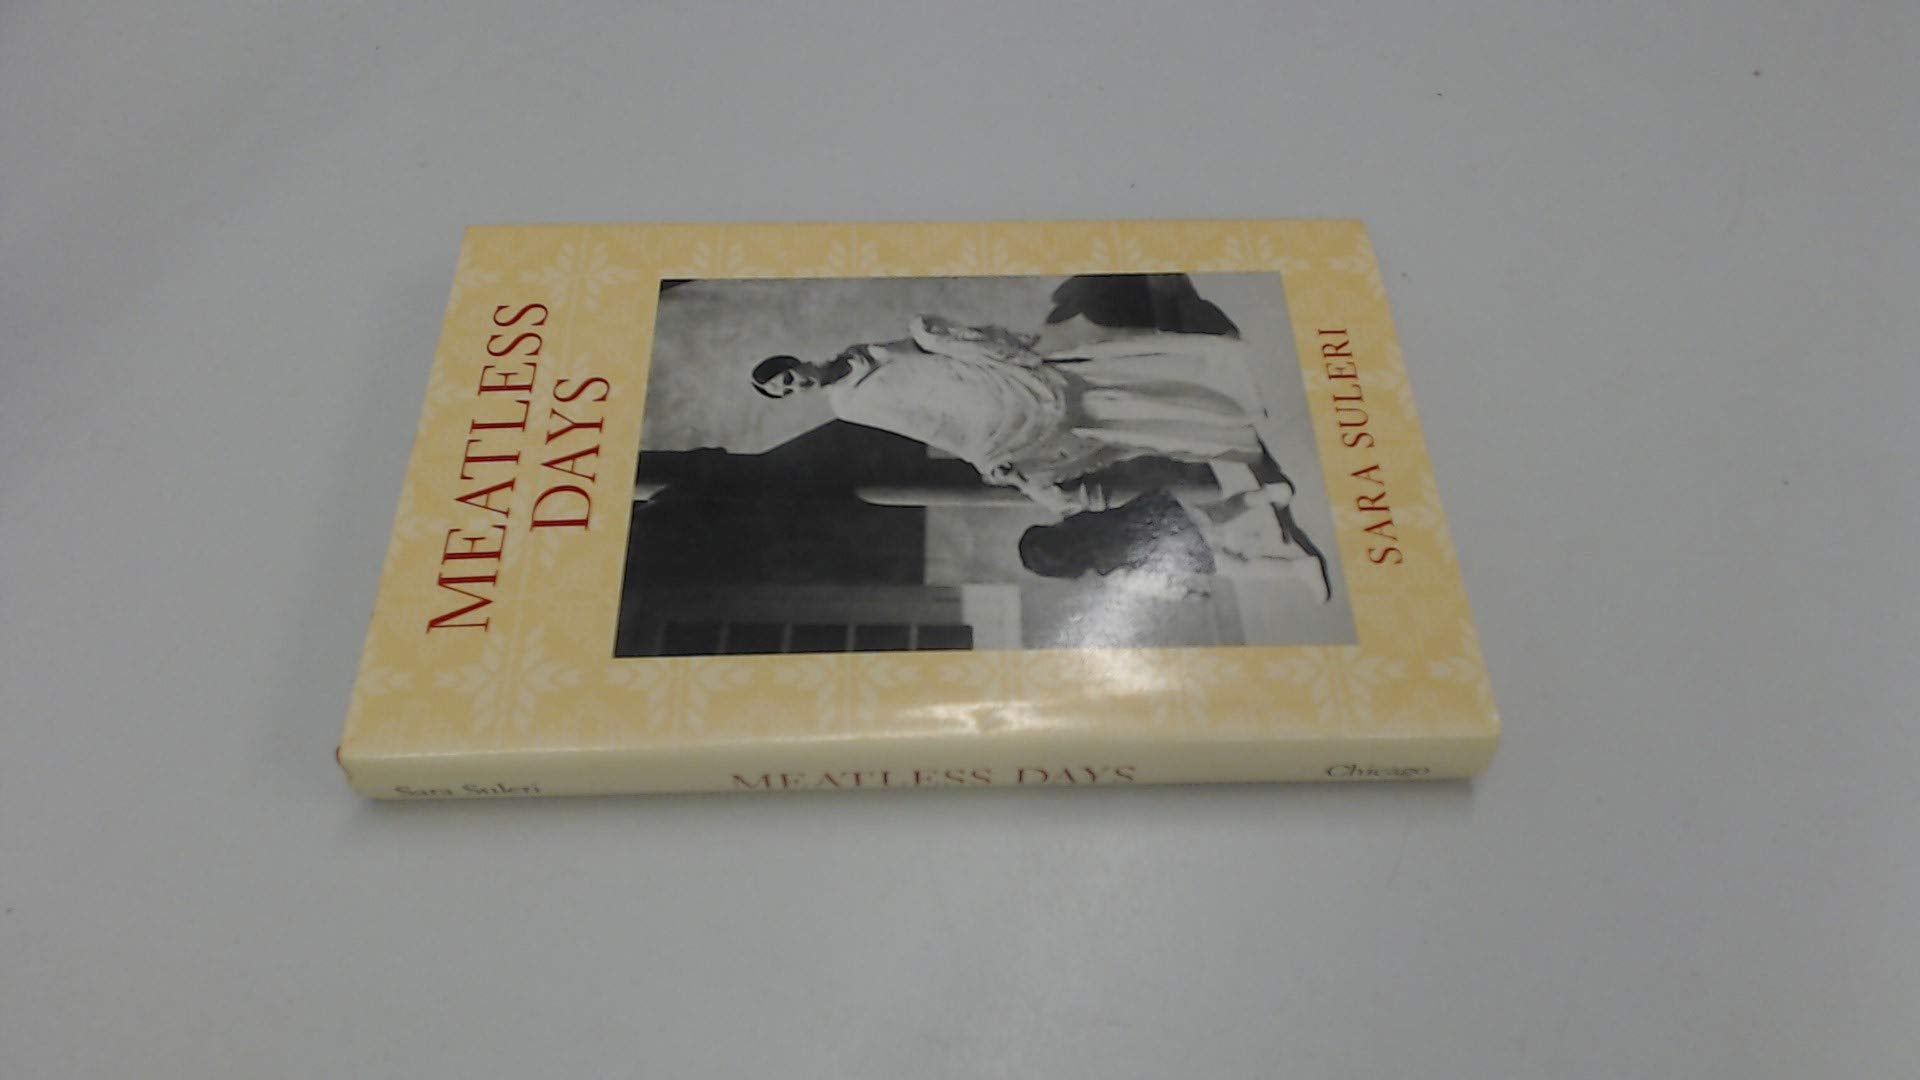 MEATLESS
DAYS
SARA SULERI
Sara Suleri MEATLESS DAYS Chicago